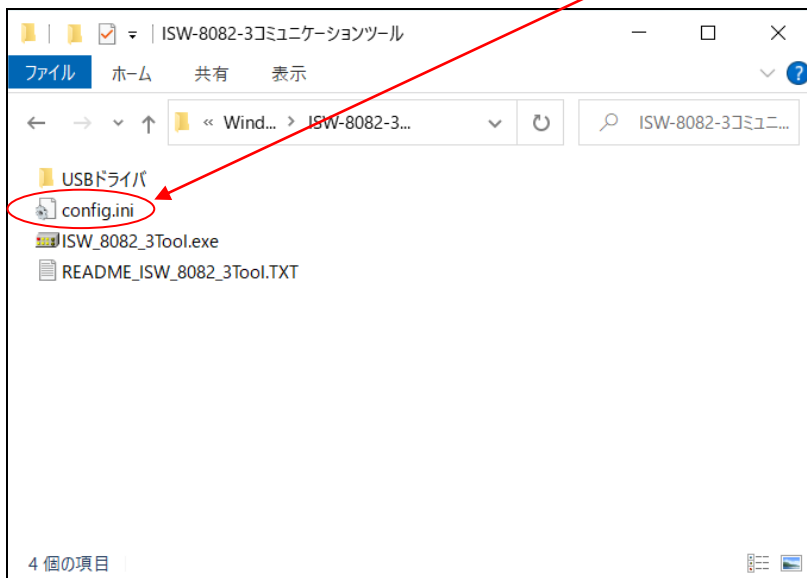 ISW-8082-3コミュニケーションツール
ファイル ホーム 共有 表示 ?
« Wind... > ISW-8082-3... ISW-8082-3コミュニ...
USBドライバ
config.ini
ISW_8082_3Tool.exe
README_ISW_8082_3Tool.TXT
4 個の項目